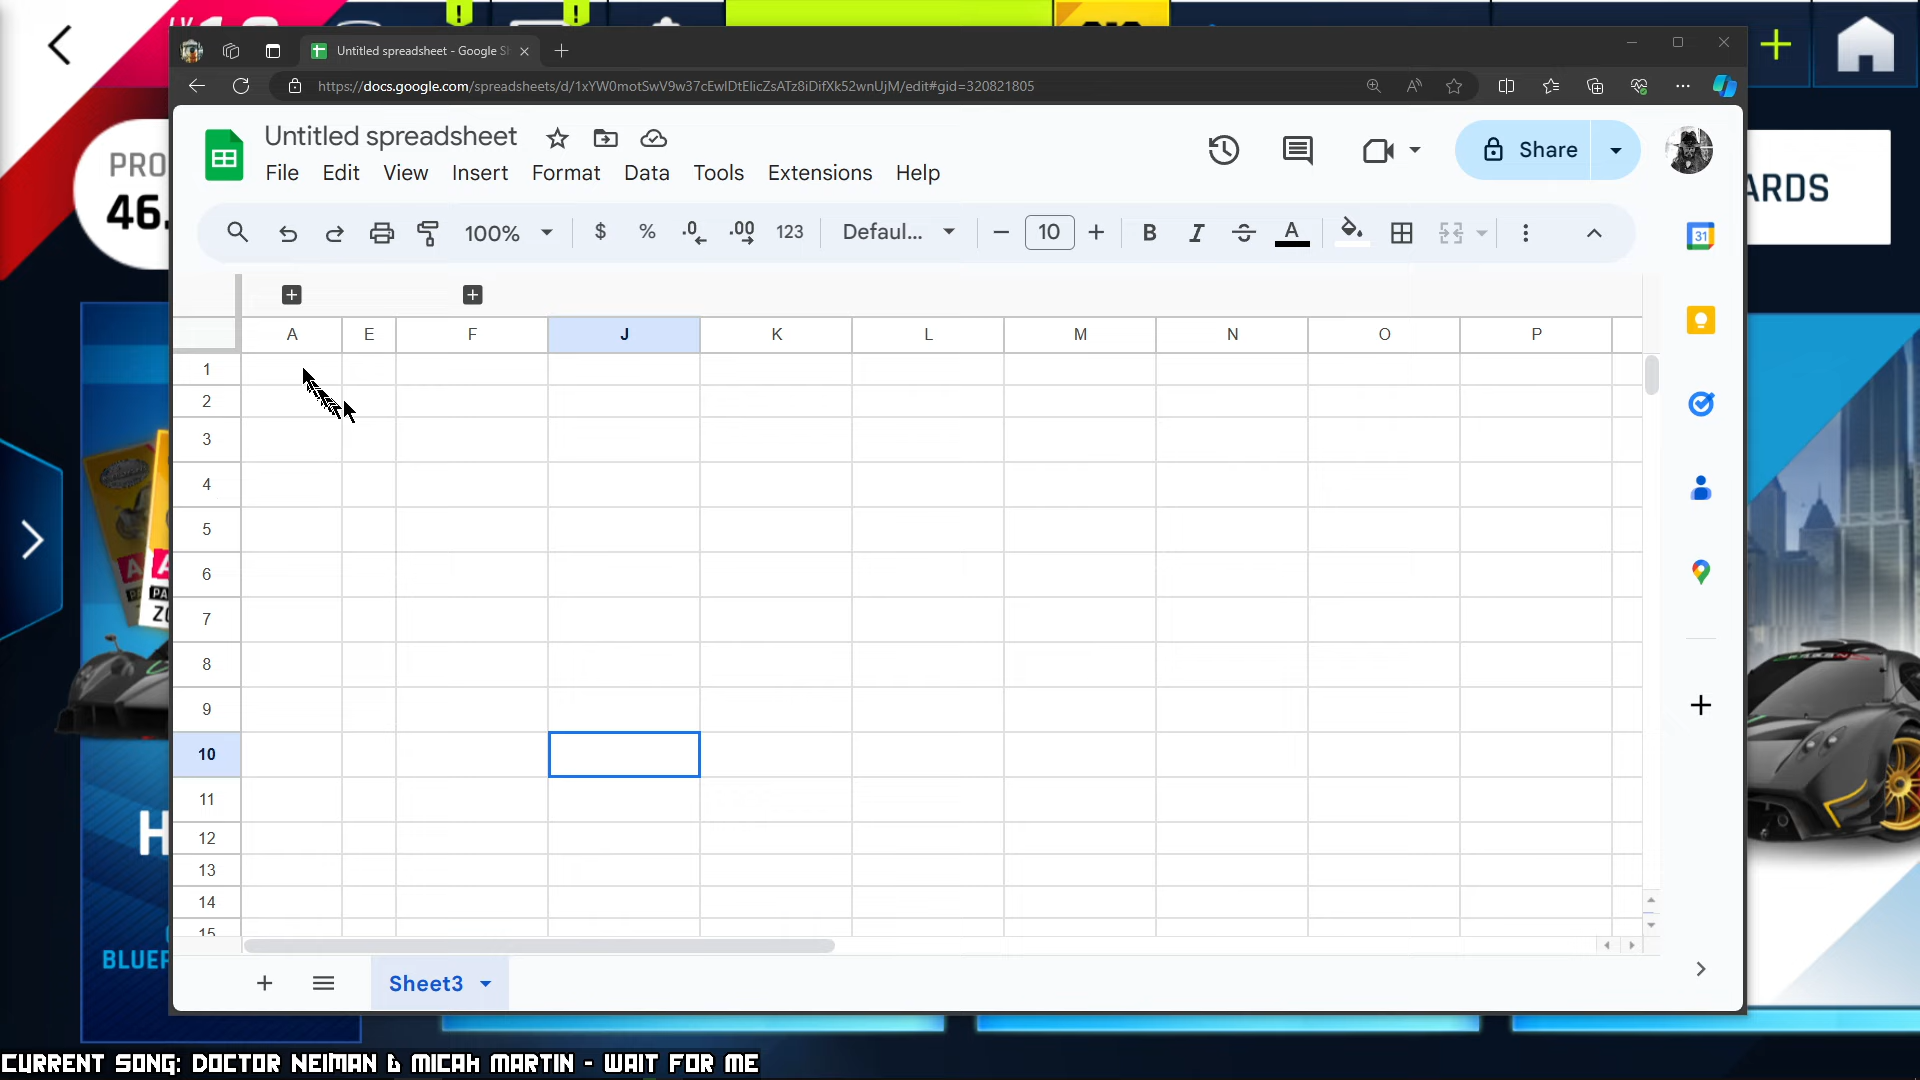 Untitled spreadsheet - Google S
https://docs.google.com/spreadsheets/d/1xYW0motSwV9w37cEwIDtElicZsATz8iDifXk52wnUjM/edit#gid=320821805
Untitled spreadsheet
File Edit View Insert Format Data Tools Extensions Help
Share
100% $ % .0 .00 123 Defaul... 10 B I S A
31
A E F J K L M N O P
1
2
3
4
5
6
7
8
9
10
11
12
13
14
15
Sheet3
PRO
46.
ARDS
BLUEP
CURRENT SONG: DOCTOR NEIMAN & MICAH MARTIN - WAIT FOR ME